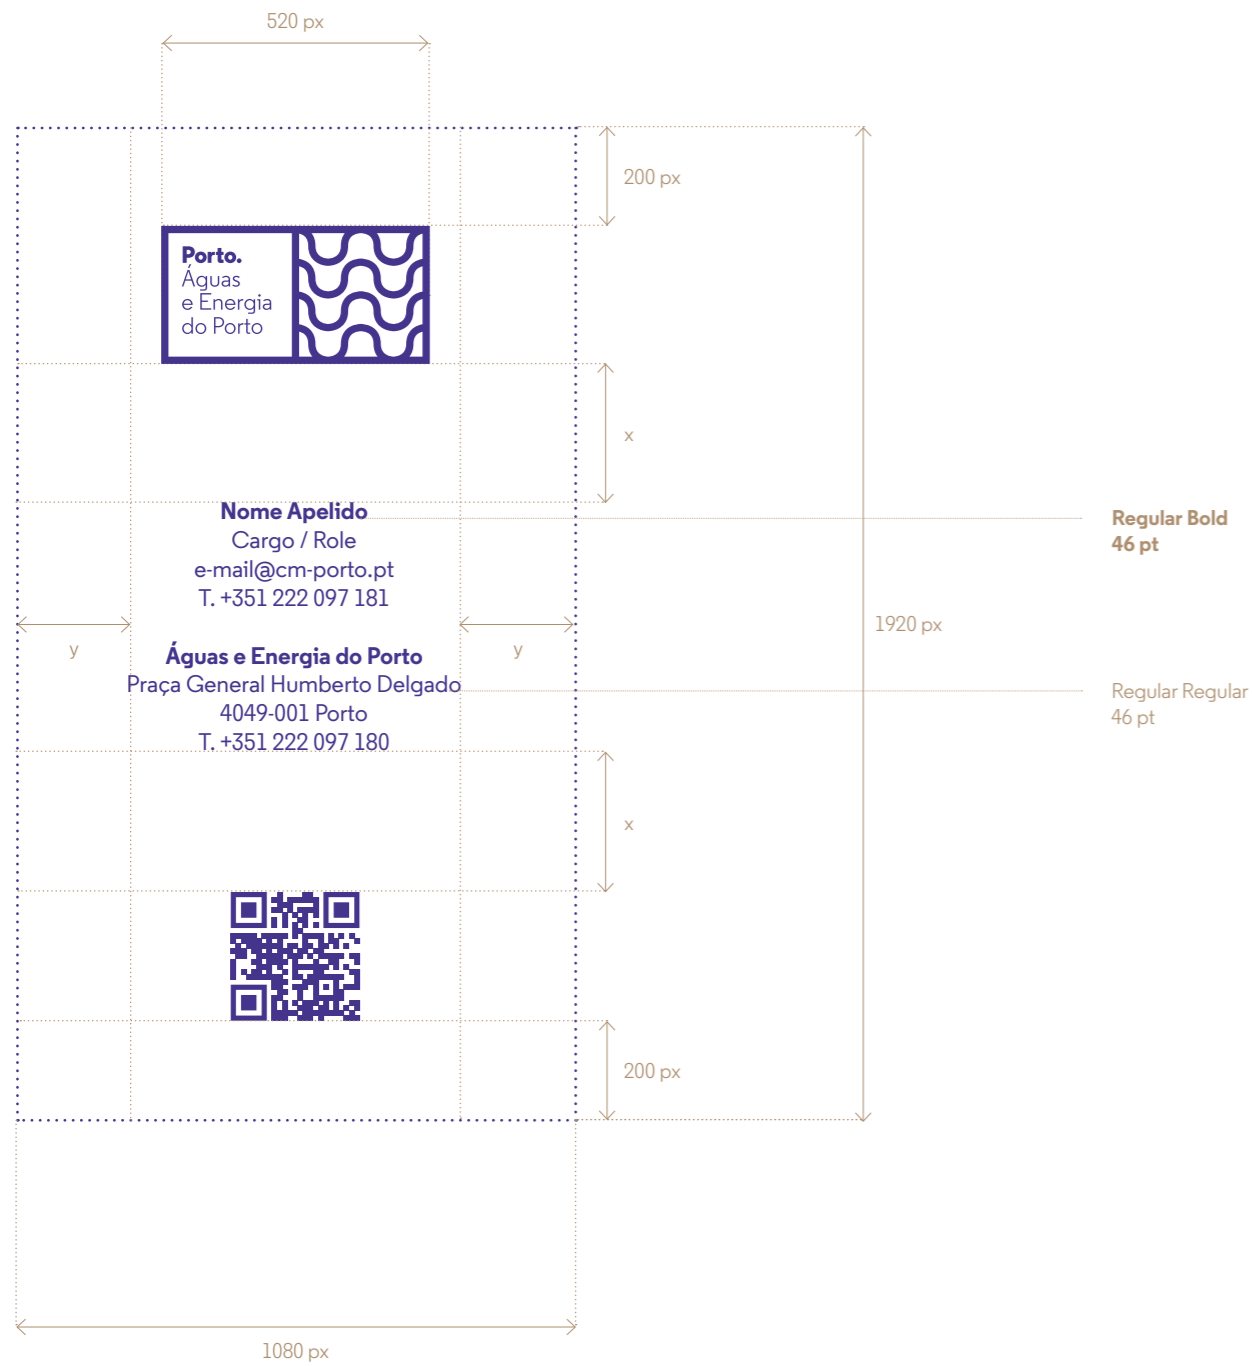 520 px
200 px
Porto.
Águas
e Energia
do Porto
x
Nome Apelido
Cargo / Role
e-mail@cm-porto.pt
T. +351 222 097 181
Regular Bold
46 pt
1920 px
y
y
Águas e Energia do Porto
Praça General Humberto Delgado
4049-001 Porto
T. +351 222 097 180
Regular Regular
46 pt
x
200 px
1080 px